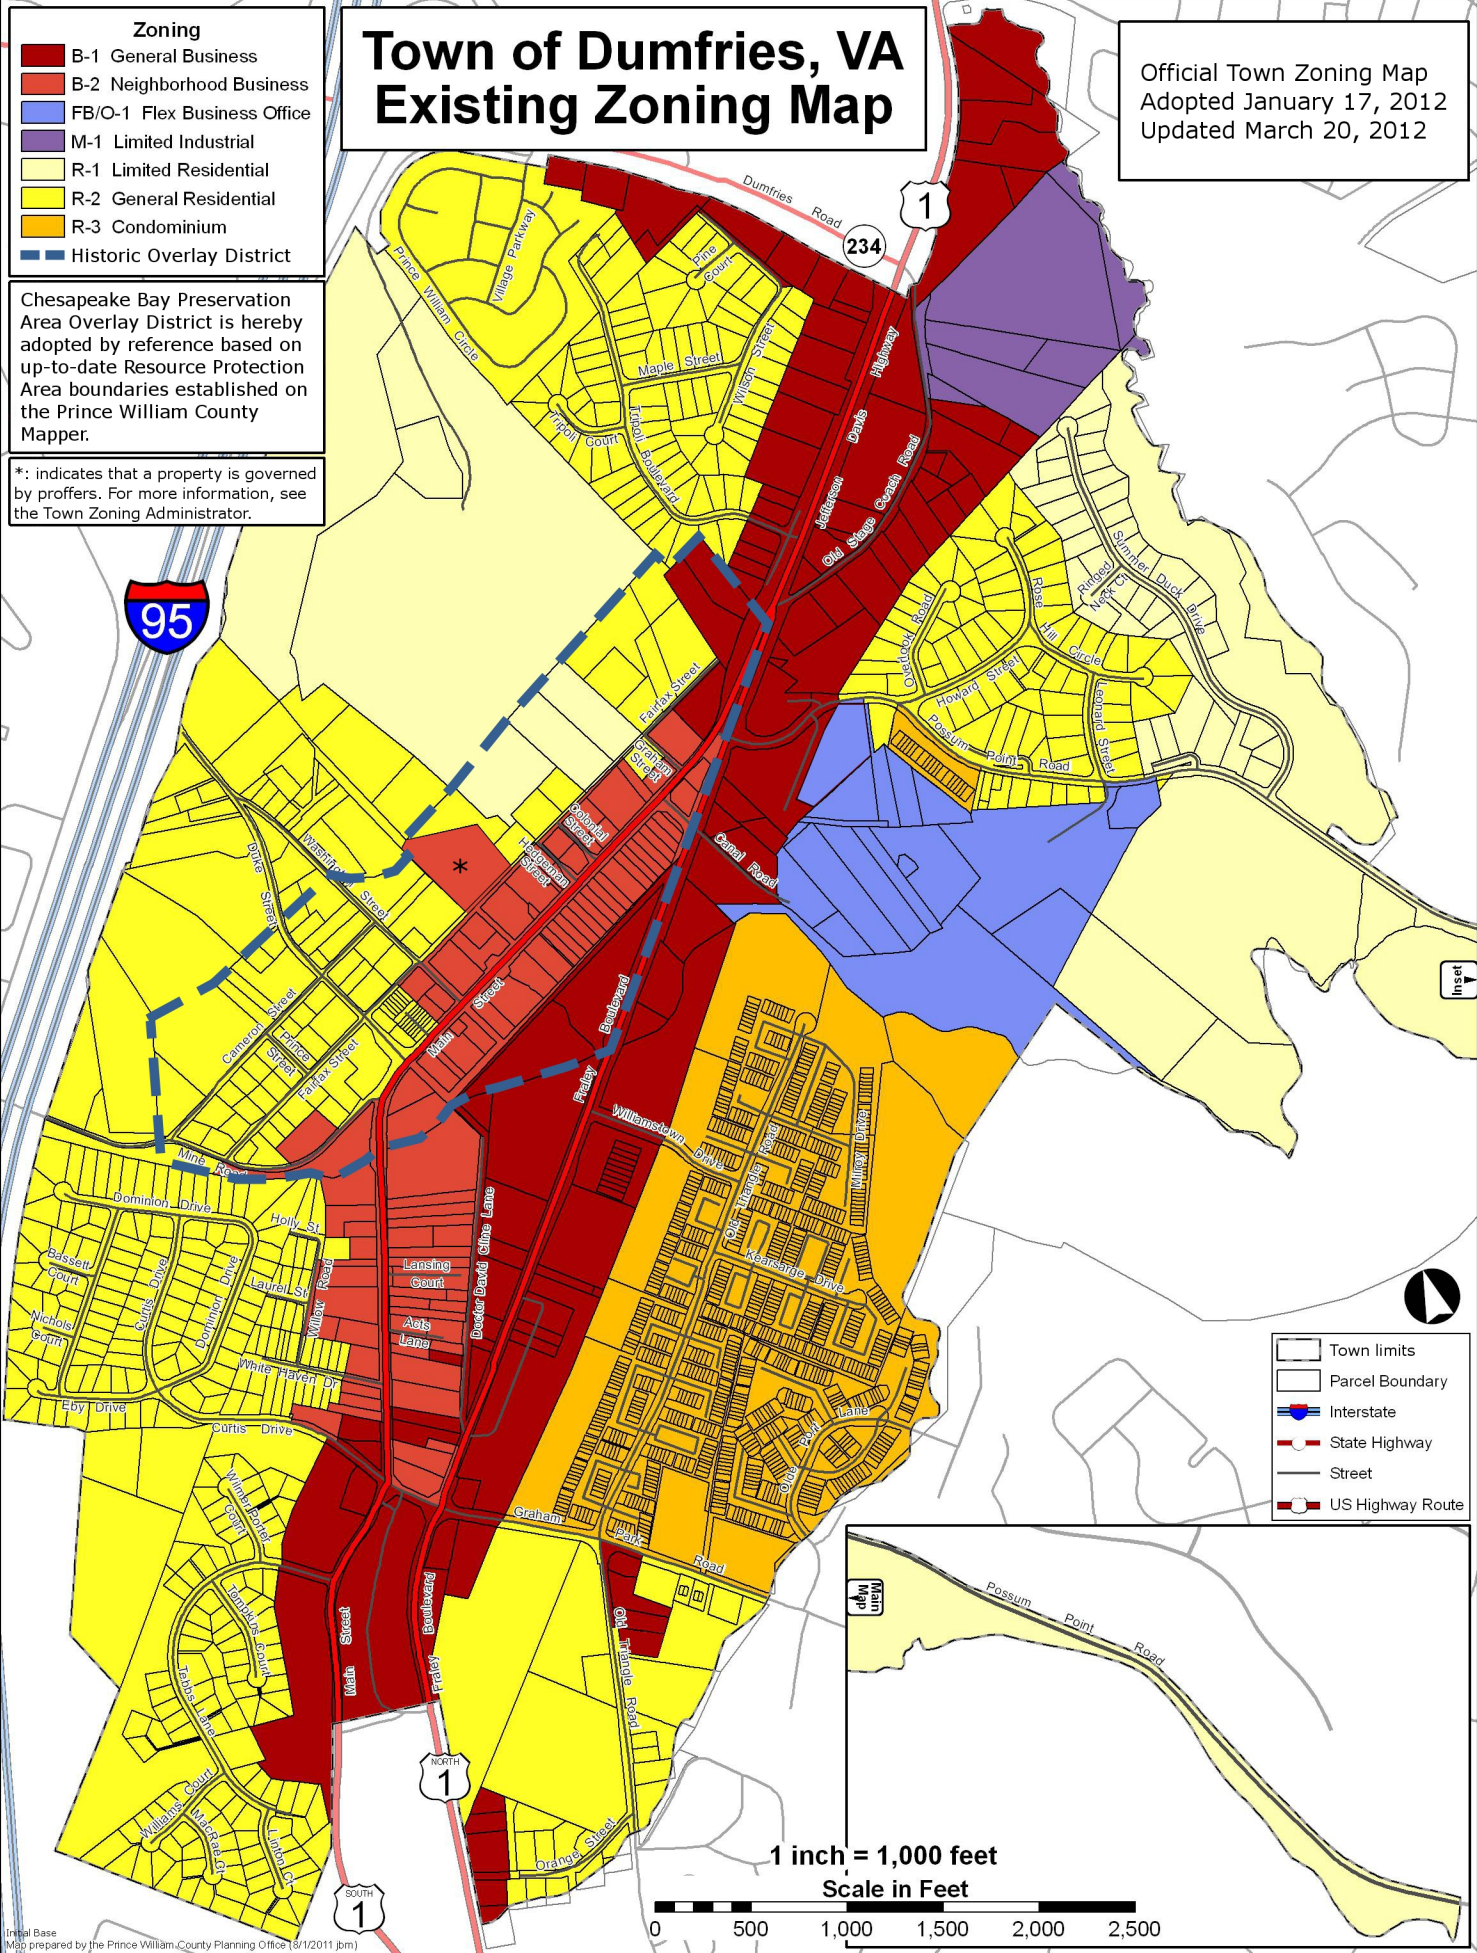 Zoning
B-1 General Business
B-2 Neighborhood Business
FB/O-1 Flex Business Office
M-1 Limited Industrial
R-1 Limited Residential
R-2 General Residential
R-3 Condominium
Historic Overlay District
Chesapeake Bay Preservation
Area Overlay District is hereby
adopted by reference based on
up-to-date Resource Protection
Area boundaries established on
the Prince William County
Mapper.
*: indicates that a property is governed
by proffers. For more information, see
the Town Zoning Administrator.
Town of Dumfries, VA
Existing Zoning Map
Official Town Zoning Map
Adopted January 17, 2012
Updated March 20, 2012
Dumfries Road
234
1
95
Prince William Circle
Village Parkway
Pine
Court
Maple Street
Wilson Street
Tripoli Court
Tripoli Boulevard
Jefferson Davis Highway
Old Stage Coach Road
Summer Duck Drive
Ringed
Neck Ct
Rose Hill Circle
Overlook Road
Howard Street
Leonard Street
Possum Point Road
Fairfax Street
Graham
Street
Colonial
Street
Hedgeman
Street
Canal Road
*
Washington Street
Duke Street
Cameron Street
Prince
Street
Fairfax Street
Main Street
Fraley Boulevard
Mine Road
Williamstown Drive
Old Triangle Road
Milroy Drive
Kearsarge Drive
Olde Port Lane
Dominion Drive
Holly St
Bassett
Court
Curtis Drive
Dominion Drive
Laurel St
Willow Road
Nichols
Court
White Haven Dr
Eby Drive
Curtis Drive
Lansing
Court
Acts
Lane
Doctor David Cline Lane
Graham Park Road
Wilmer Porter
Court
Tompkins Court
Tebbs Lane
Main Street
Fraley Boulevard
Old Triangle Road
Williams Court
MacRae Ct
Linton Ct
Orange Street
NORTH
1
SOUTH
1
Inset
Town limits
Parcel Boundary
Interstate
State Highway
Street
US Highway Route
Main
Map
Possum Point Road
1 inch = 1,000 feet
Scale in Feet
0 500 1,000 1,500 2,000 2,500
Initial Base
Map prepared by the Prince William County Planning Office (8/1/2011 jbm)